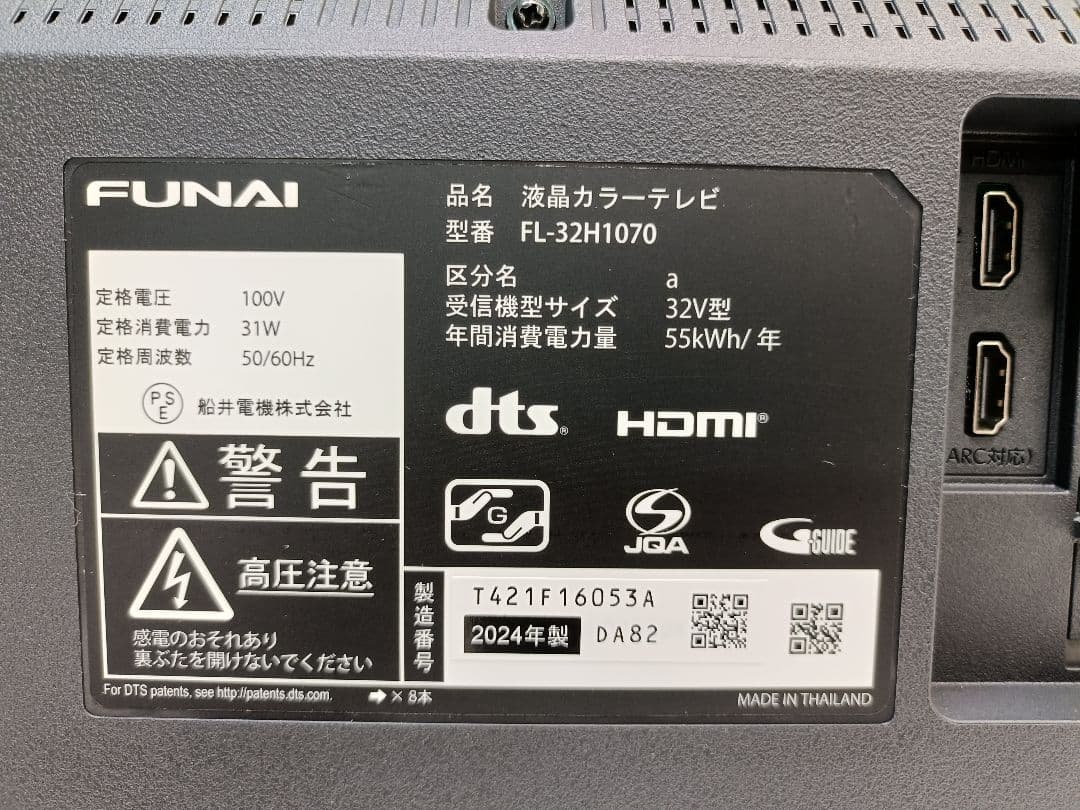 FUNAI
品名 液晶カラーテレビ
型番 FL-32H1070
区分名 a
受信機型サイズ 32V型
年間消費電力量 55kWh/年
定格電圧 100V
定格消費電力 31W
定格周波数 50/60Hz
PSE 船井電機株式会社
警告
高圧注意
感電のおそれあり
裏ぶたを開けないでください
dts®
HDMI®
G
JQA
G-GUIDE
製造番号
T421F16053A
2024年製 DA82
For DTS patents, see http://patents.dts.com.
➡ × 8本
MADE IN THAILAND
HDMI
ARC対応)